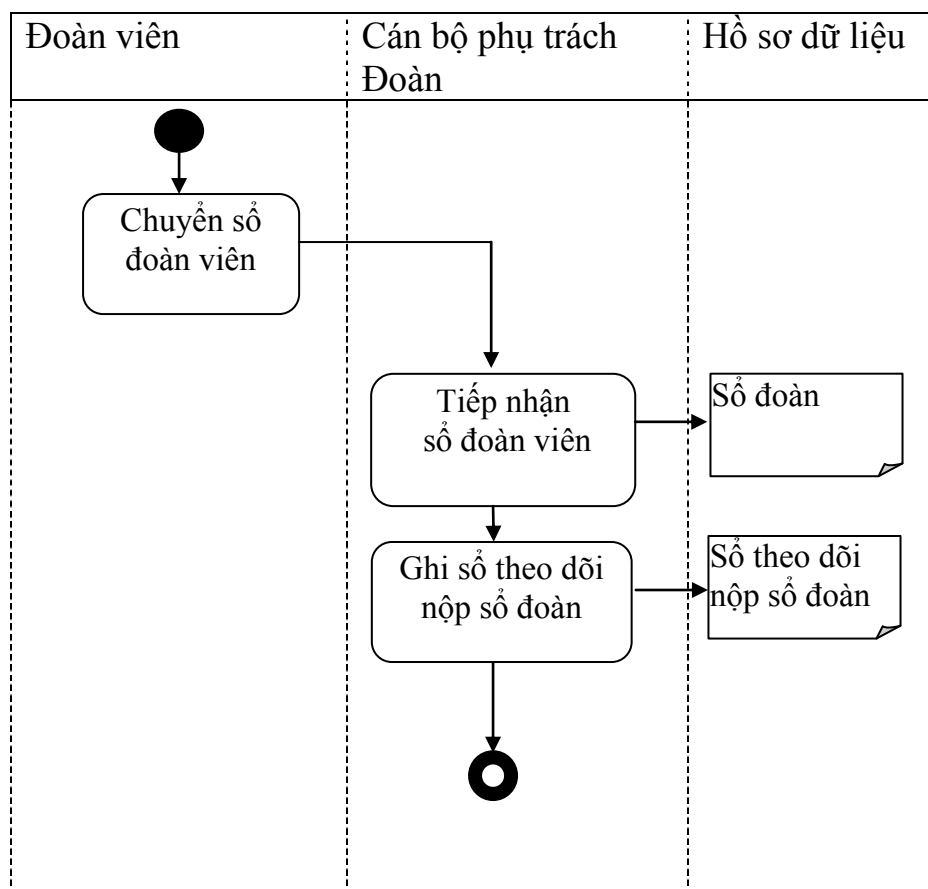 Đoàn viên
Cán bộ phụ trách
Đoàn
Hồ sơ dữ liệu
Chuyển sổ
đoàn viên
Tiếp nhận
sổ đoàn viên
Sổ đoàn
Ghi sổ theo dõi
nộp sổ đoàn
Sổ theo dõi
nộp sổ đoàn